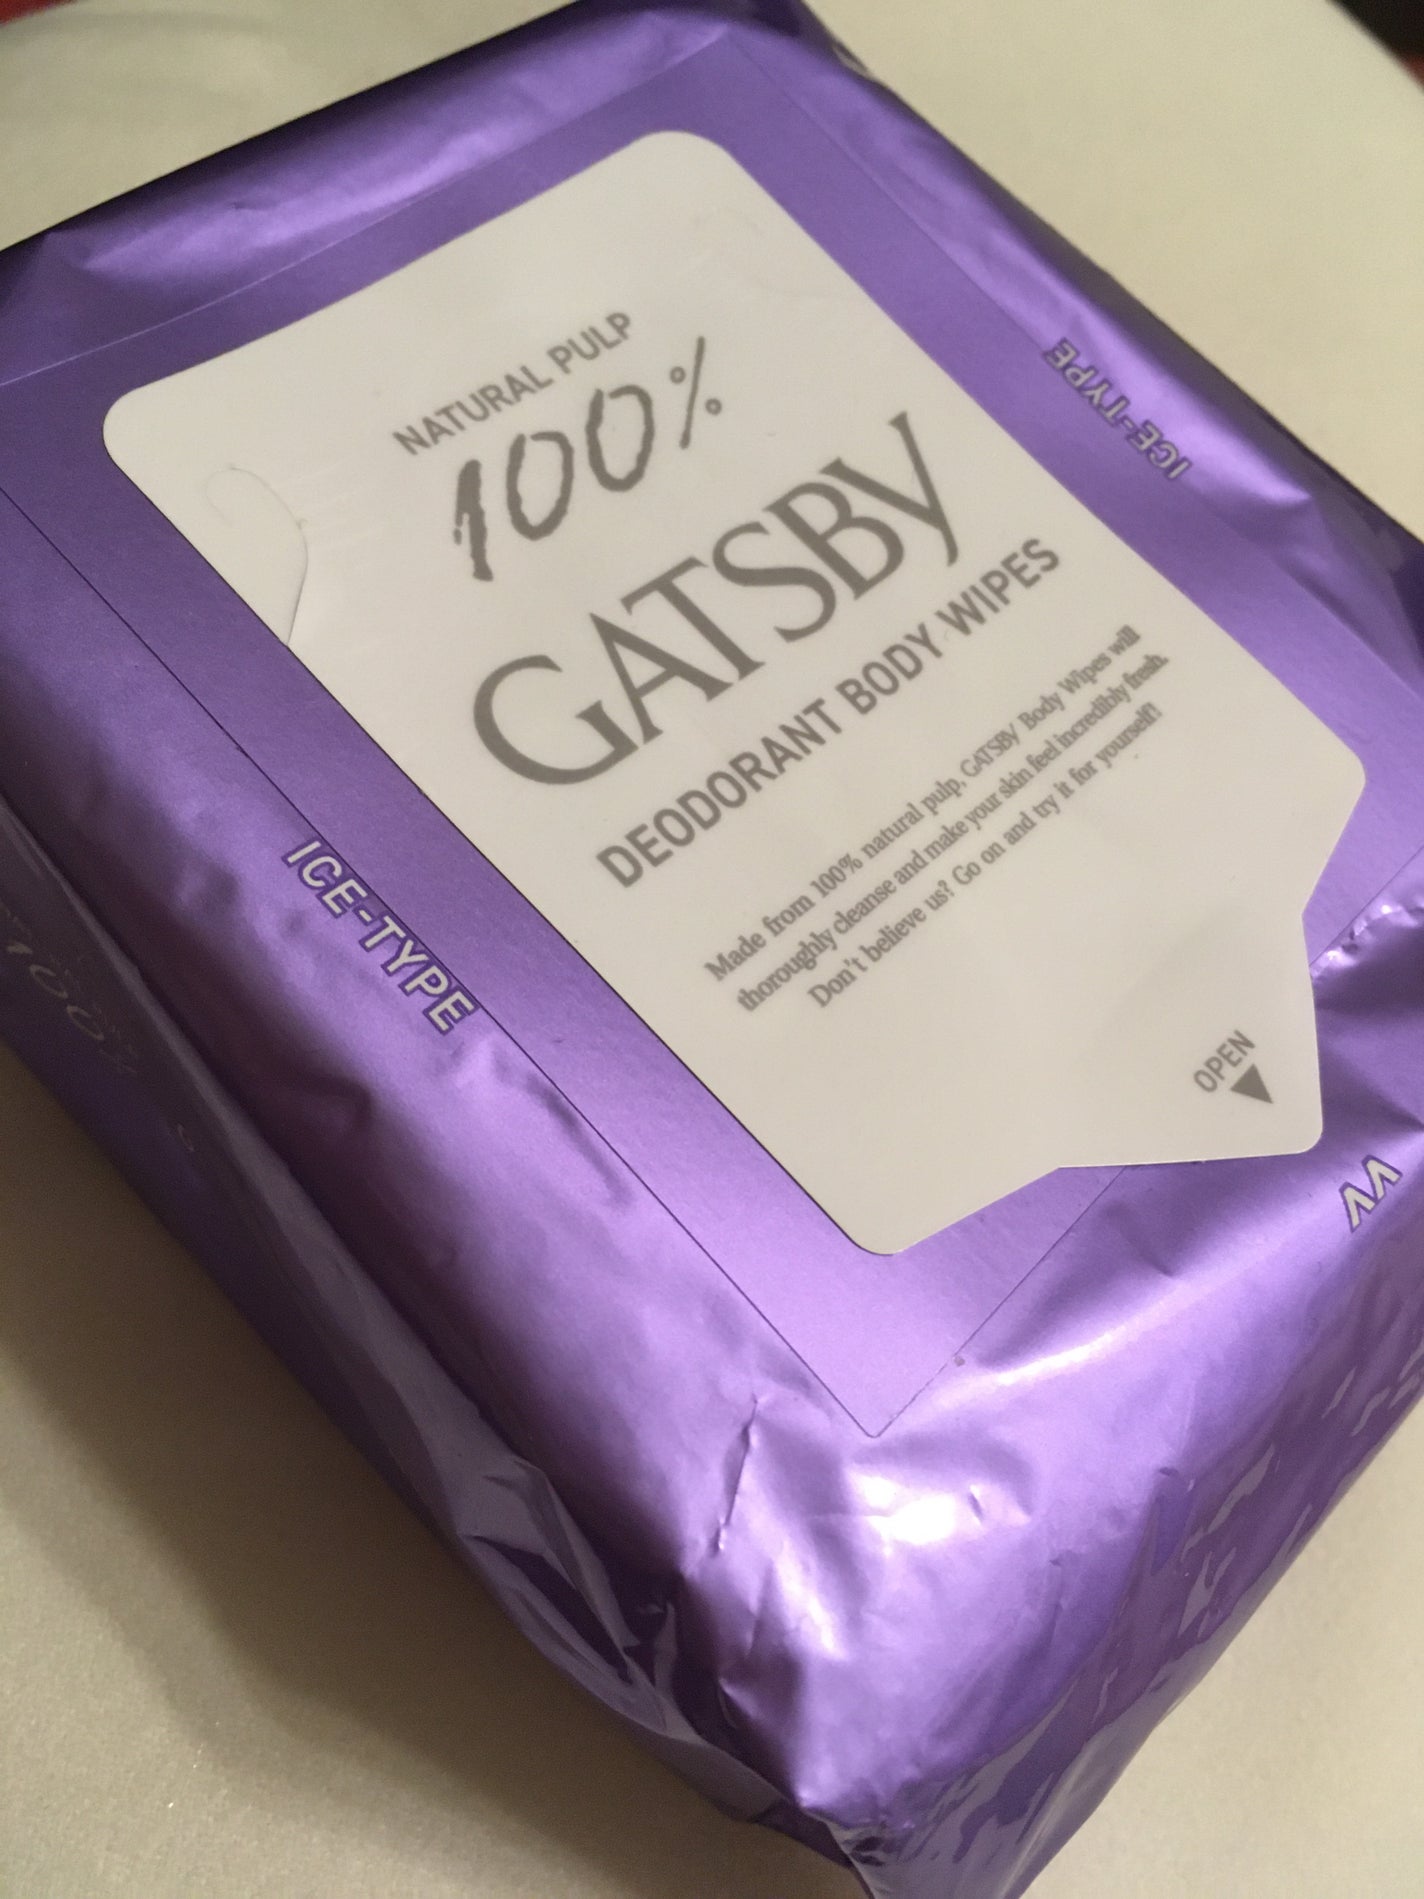 NATURAL PULP
100%
GATSBY
DEODORANT BODY WIPES
Made from 100% natural pulp, GATSBY Body Wipes will
thoroughly cleanse and make your skin feel incredibly fresh.
Don't believe us? Go on and try it for yourself!
OPEN
ICE-TYPE
ICE-TYPE
100%